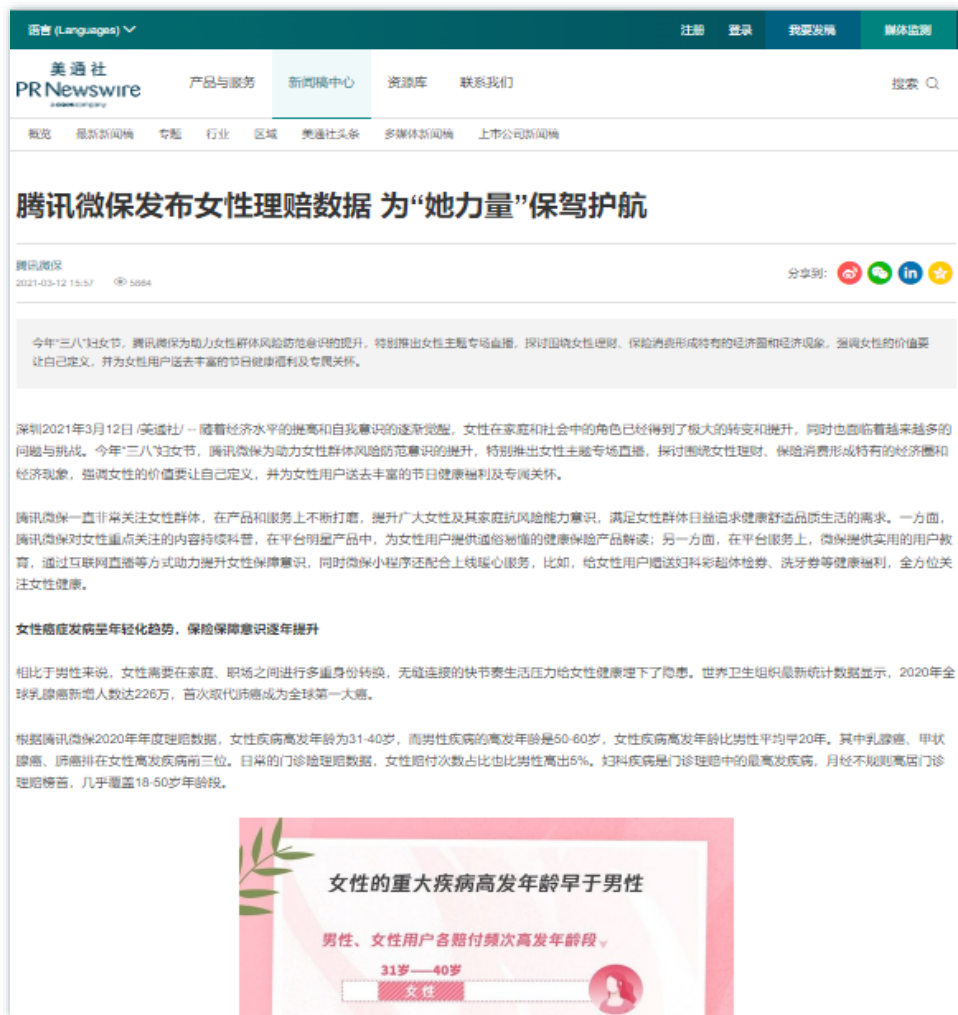 语言 (Languages)
注册
登录
我要发稿
媒体监测
美通社
PR Newswire
a cision company
产品与服务
新闻稿中心
资源库
联系我们
搜索
概览
最新新闻稿
专题
行业
区域
美通社头条
多媒体新闻稿
上市公司新闻稿
腾讯微保发布女性理赔数据 为“她力量”保驾护航
腾讯微保
分享到:
2021-03-12 15:57
5884
今年“三八”妇女节，腾讯微保为助力女性群体风险防范意识的提升，特别推出女性主题专场直播，探讨围绕女性理财、保险消费形成特有的经济圈和经济现象，强调女性的价值要
让自己定义，并为女性用户送去丰富的节日健康福利及专属关怀。
深圳2021年3月12日 /美通社/ -- 随着经济水平的提高和自我意识的逐渐觉醒，女性在家庭和社会中的角色已经得到了极大的转变和提升，同时也面临着越来越多的
问题与挑战。今年“三八”妇女节，腾讯微保为助力女性群体风险防范意识的提升，特别推出女性主题专场直播，探讨围绕女性理财、保险消费形成特有的经济圈和
经济现象，强调女性的价值要让自己定义，并为女性用户送去丰富的节日健康福利及专属关怀。
腾讯微保一直非常关注女性群体，在产品和服务上不断打磨，提升广大女性及其家庭抗风险能力意识，满足女性群体日益追求健康舒适品质生活的需求。一方面，
腾讯微保对女性重点关注的内容持续科普，在平台明星产品中，为女性用户提供通俗易懂的健康保险产品解读；另一方面，在平台服务上，微保提供实用的用户教
育，通过互联网直播等方式助力提升女性保障意识，同时微保小程序还配合上线暖心服务，比如，给女性用户赠送妇科彩超体检券、洗牙券等健康福利，全方位关
注女性健康。
女性癌症发病呈年轻化趋势，保险保障意识逐年提升
相比于男性来说，女性需要在家庭、职场之间进行多重身份转换，无缝连接的快节奏生活压力给女性健康埋下了隐患。世界卫生组织最新统计数据显示，2020年全
球乳腺癌新增人数达226万，首次取代肺癌成为全球第一大癌。
根据腾讯微保2020年年度理赔数据，女性疾病高发年龄为31-40岁，而男性疾病的高发年龄是50-60岁，女性疾病高发年龄比男性平均早20年。其中乳腺癌、甲状
腺癌、肺癌排在女性高发疾病前三位。日常的门诊险理赔数据，女性赔付次数占比也比男性高出5%。妇科疾病是门诊理赔中的最高发疾病，月经不规则高居门诊
理赔榜首，几乎覆盖18-50岁年龄段。
女性的重大疾病高发年龄早于男性
男性、女性用户各赔付频次高发年龄段
31岁——40岁
女性